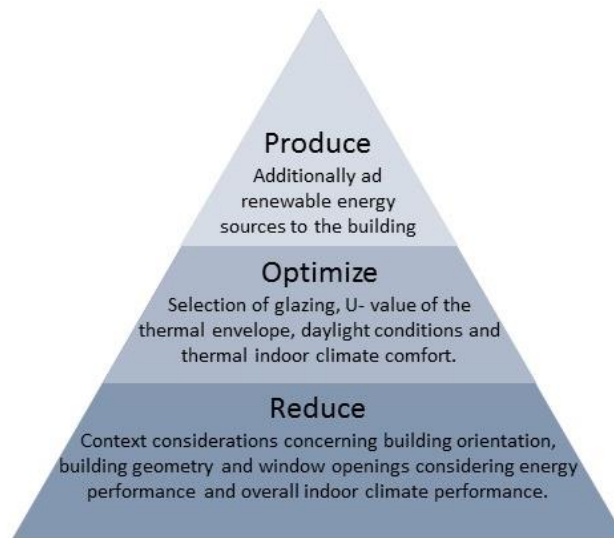 Produce
Additionally ad
renewable energy
sources to the building
Optimize
Selection of glazing, U- value of the
thermal envelope, daylight conditions and
thermal indoor climate comfort.
Reduce
Context considerations concerning building orientation,
building geometry and window openings considering energy
performance and overall indoor climate performance.